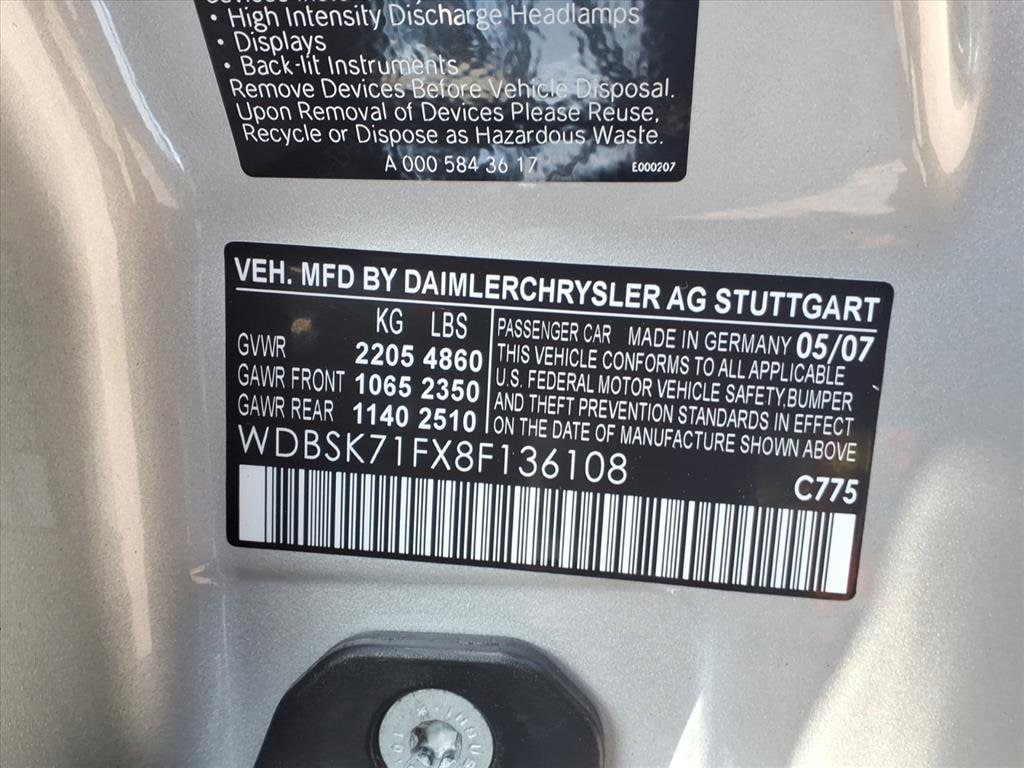 • High Intensity Discharge Headlamps
• Displays
• Back-lit Instruments
Remove Devices Before Vehicle Disposal.
Upon Removal of Devices Please Reuse,
Recycle or Dispose as Hazardous Waste.
A 000 584 36 17 E000207
VEH. MFD BY DAIMLERCHRYSLER AG STUTTGART
KG LBS
GVWR 2205 4860
GAWR FRONT 1065 2350
GAWR REAR 1140 2510
PASSENGER CAR MADE IN GERMANY 05/07
THIS VEHICLE CONFORMS TO ALL APPLICABLE
U.S. FEDERAL MOTOR VEHICLE SAFETY,BUMPER
AND THEFT PREVENTION STANDARDS IN EFFECT
ON THE DATE OF MANUFACTURE SHOWN ABOVE
WDBSK71FX8F136108
C775